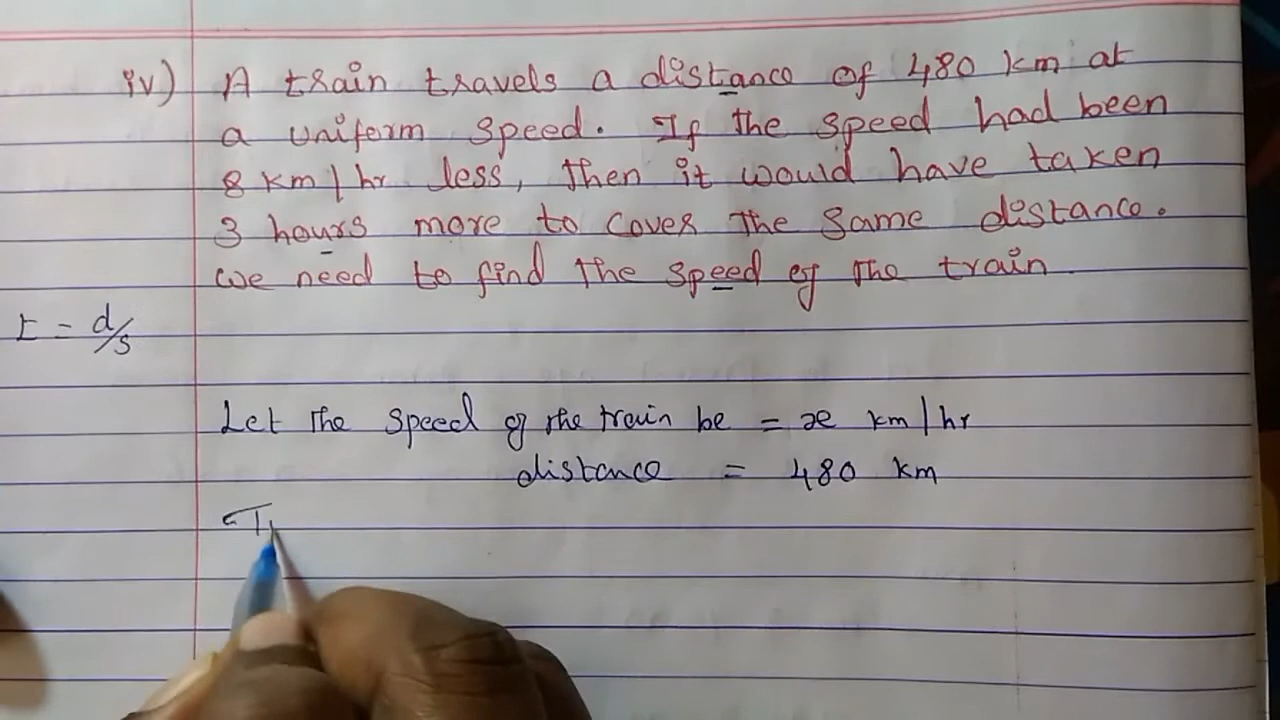 iv) A train travels a distance of 480 km at
a uniform speed. If the speed had been
8 km/hr less, then it would have taken
3 hours more to cover the same distance.
we need to find the speed of the train
t = d/s
Let the speed of the train be = x km/hr
distance = 480 km